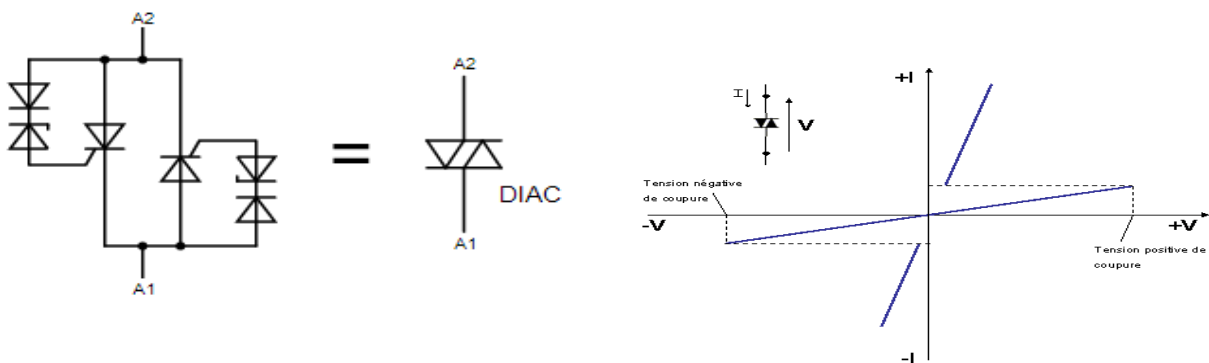 A2
A1
=
A2
DIAC
A1
I
V
+I
Tension négative
de coupure
-V
+V
Tension positive de
coupure
-I